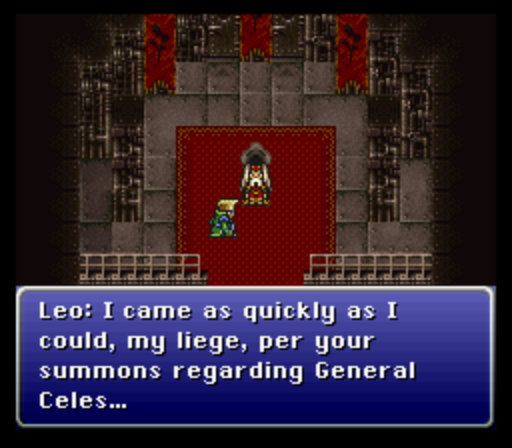 Leo: I came as quickly as I
could, my liege, per your
summons regarding General
Celes…